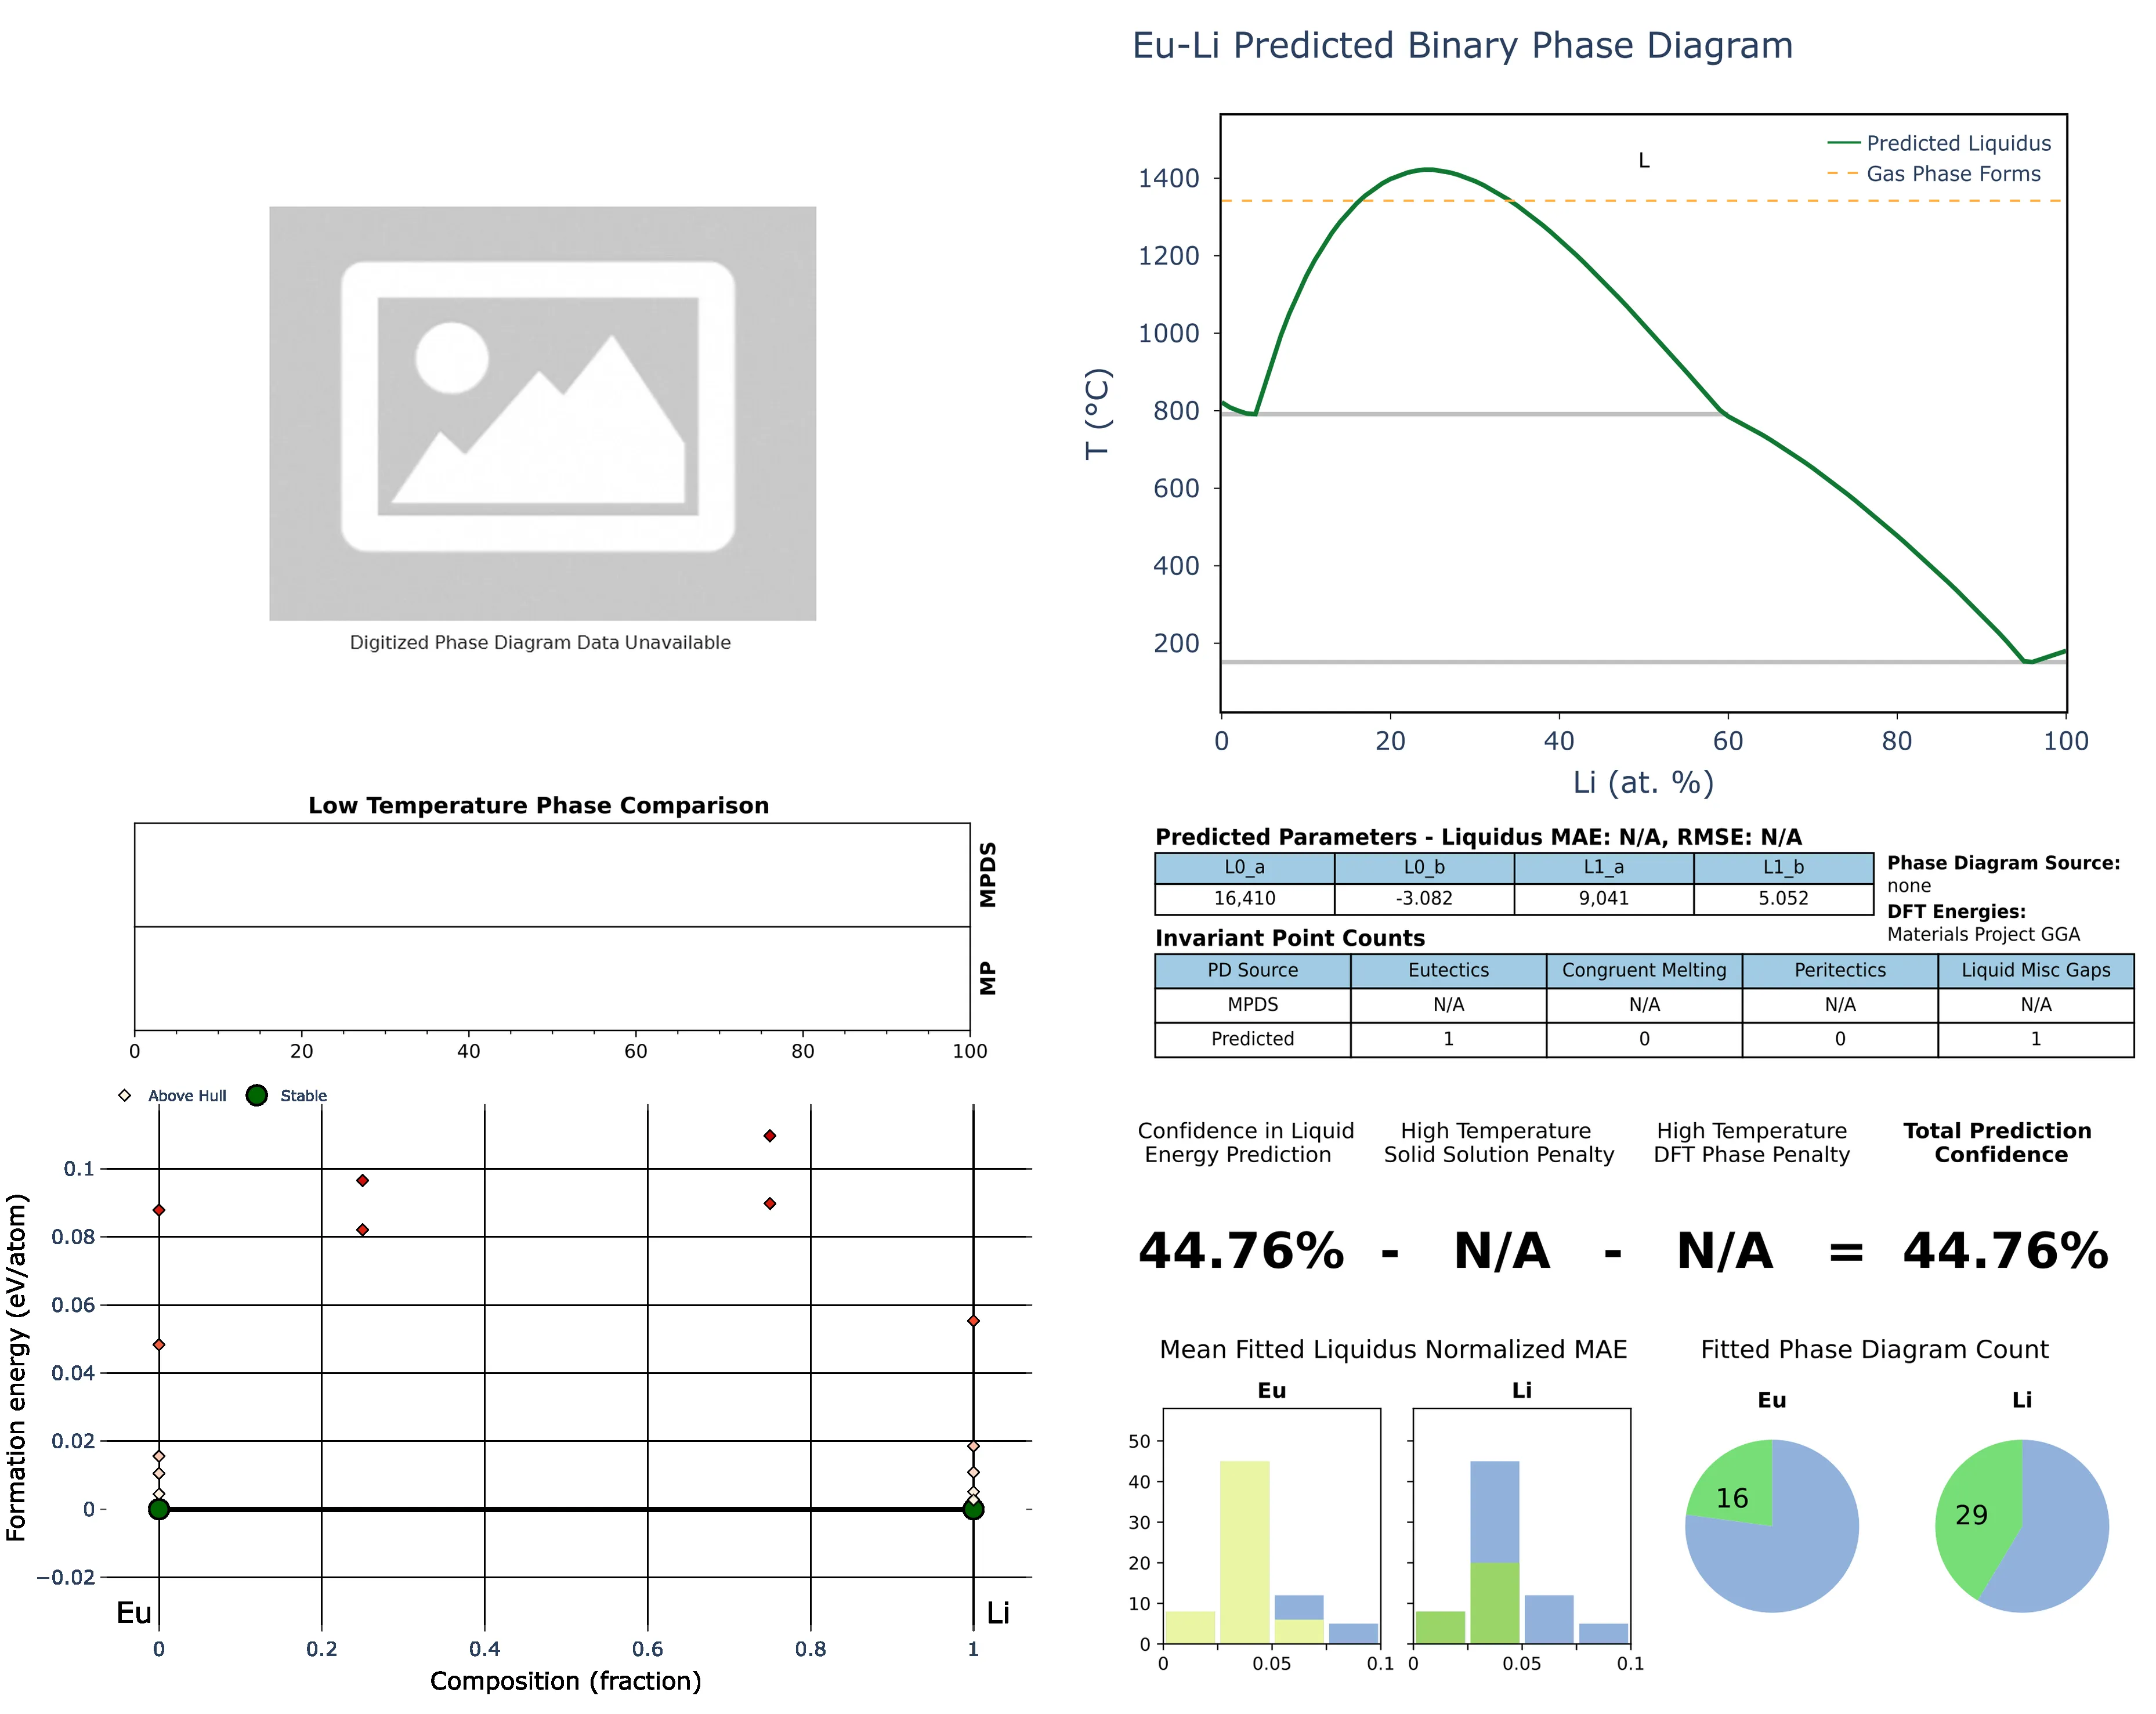 Eu-Li Predicted Binary Phase Diagram
L
Predicted Liquidus
Gas Phase Forms
1400
1200
1000
800
600
400
200
T (°C)
0 20 40 60 80 100
Li (at. %)
Digitized Phase Diagram Data Unavailable
Low Temperature Phase Comparison
MPDS
MP
0 20 40 60 80 100
Predicted Parameters - Liquidus MAE: N/A, RMSE: N/A
L0_a L0_b L1_a L1_b
16,410 -3.082 9,041 5.052
Phase Diagram Source:
none
DFT Energies:
Materials Project GGA
Invariant Point Counts
PD Source Eutectics Congruent Melting Peritectics Liquid Misc Gaps
MPDS N/A N/A N/A N/A
Predicted 1 0 0 1
Above Hull Stable
0.1
0.08
0.06
0.04
0.02
0
−0.02
Formation energy (eV/atom)
Eu Li
0 0.2 0.4 0.6 0.8 1
Composition (fraction)
Confidence in Liquid
Energy Prediction
High Temperature
Solid Solution Penalty
High Temperature
DFT Phase Penalty
Total Prediction
Confidence
44.76% - N/A - N/A = 44.76%
Mean Fitted Liquidus Normalized MAE
Eu Li
50
40
30
20
10
0
0 0.05 0.1 0 0.05 0.1
Fitted Phase Diagram Count
Eu Li
16 29